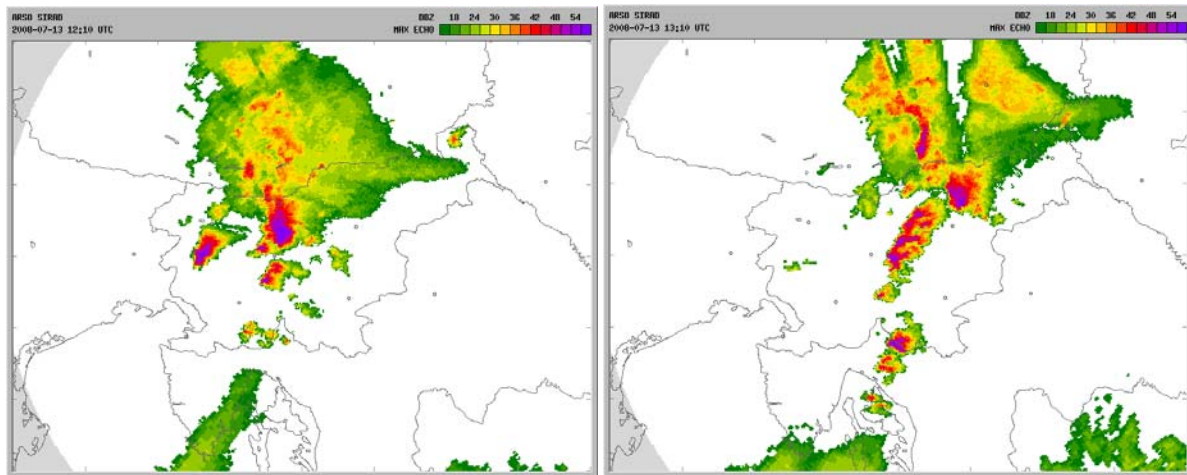 ARSO SIRAD DBZ 18 24 30 36 42 48 54
2008-07-13 12:10 UTC MAX ECHO
ARSO SIRAD DBZ 18 24 30 36 42 48 54
2008-07-13 13:10 UTC MAX ECHO